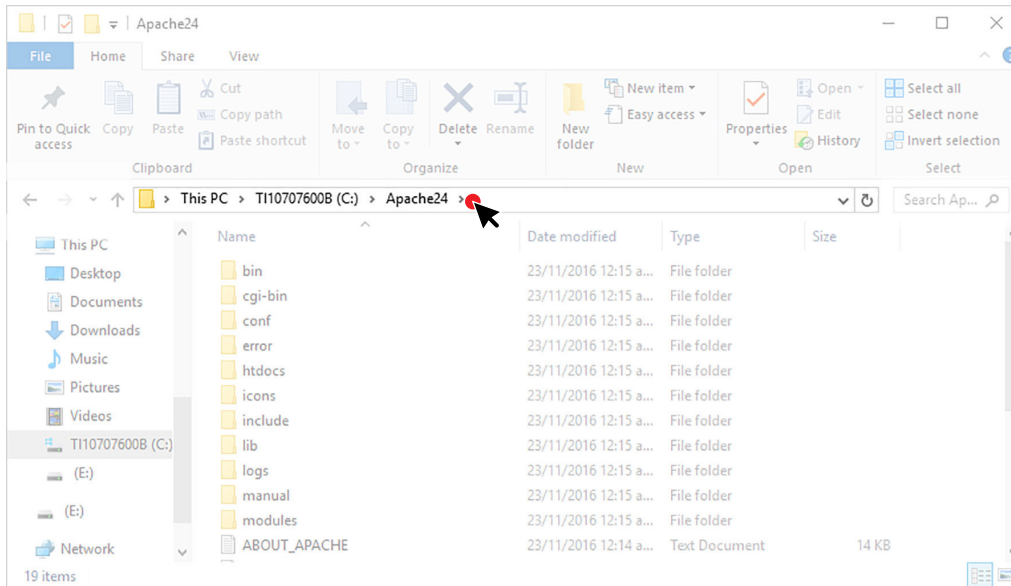 Apache24
File Home Share View
Pin to Quick access
Copy
Paste
Cut
Copy path
Paste shortcut
Clipboard
Move to
Copy to
Delete
Rename
Organize
New folder
New item
Easy access
New
Properties
Open
Edit
History
Open
Select all
Select none
Invert selection
Select
This PC > TI10707600B (C:) > Apache24 >
Search Ap...
This PC
Desktop
Documents
Downloads
Music
Pictures
Videos
TI10707600B (C:)
(E:)
(E:)
Network
Name Date modified Type Size
bin 23/11/2016 12:15 a... File folder
cgi-bin 23/11/2016 12:15 a... File folder
conf 23/11/2016 12:15 a... File folder
error 23/11/2016 12:15 a... File folder
htdocs 23/11/2016 12:15 a... File folder
icons 23/11/2016 12:15 a... File folder
include 23/11/2016 12:15 a... File folder
lib 23/11/2016 12:15 a... File folder
logs 23/11/2016 12:15 a... File folder
manual 23/11/2016 12:15 a... File folder
modules 23/11/2016 12:15 a... File folder
ABOUT_APACHE 23/11/2016 12:14 a... Text Document 14 KB
19 items